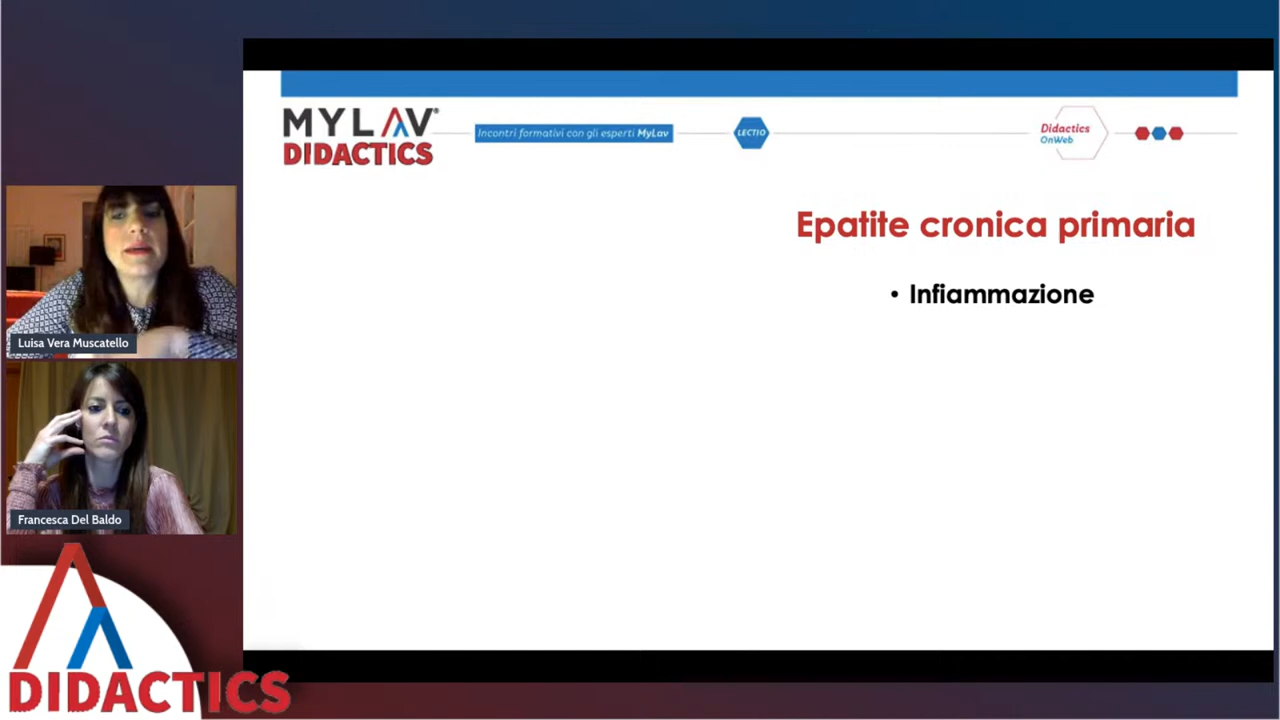 MYLAV®
DIDACTICS
Incontri formativi con gli esperti MyLav
LECTIO
Didactics
OnWeb
Epatite cronica primaria
• Infiammazione
Luisa Vera Muscatello
Francesca Del Baldo
DIDACTICS